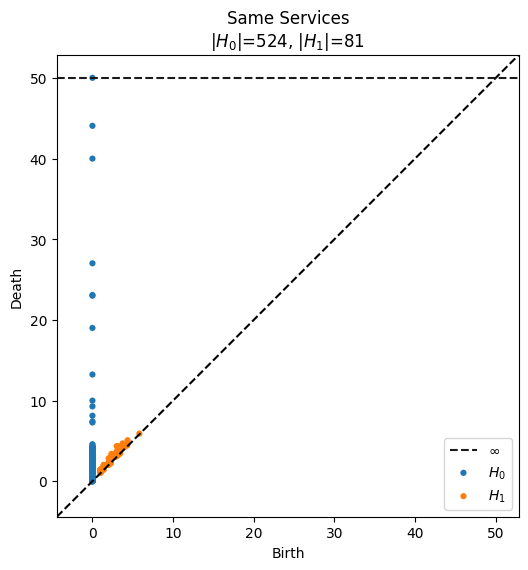 Same Services
|H₀|=524, |H₁|=81
Death
50
40
30
20
10
0
0 10 20 30 40 50
Birth
∞
H₀
H₁